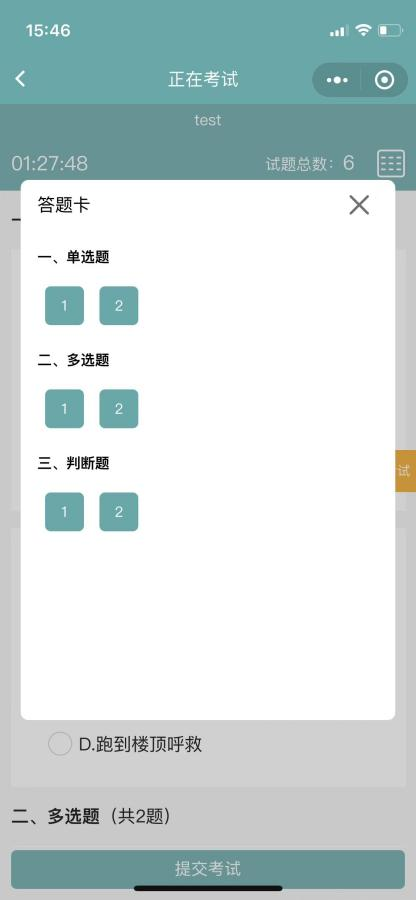 15:46
正在考试
test
01:27:48
试题总数：6
答题卡
一、单选题
1 2
二、多选题
1 2
三、判断题
1 2
试
D.跑到楼顶呼救
二、多选题（共2题）
提交考试